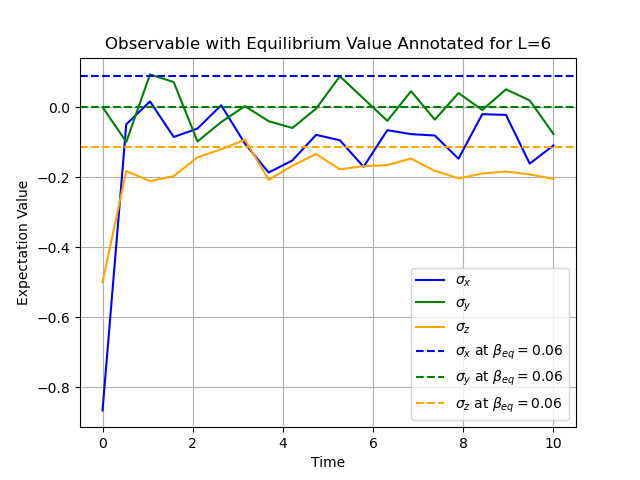 Observable with Equilibrium Value Annotated for L=6
Expectation Value
0.0
−0.2
−0.4
−0.6
−0.8
σx
σy
σz
σx at βeq = 0.06
σy at βeq = 0.06
σz at βeq = 0.06
0 2 4 6 8 10
Time